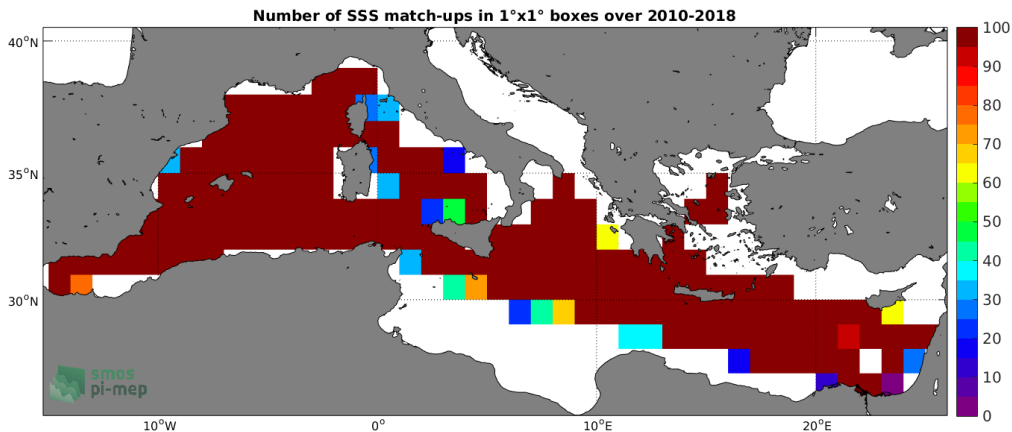 Number of SSS match-ups in 1°x1° boxes over 2010-2018
40°N
35°N
30°N
10°W
0°
10°E
20°E
100
90
80
70
60
50
40
30
20
10
0
smos
pi-mep